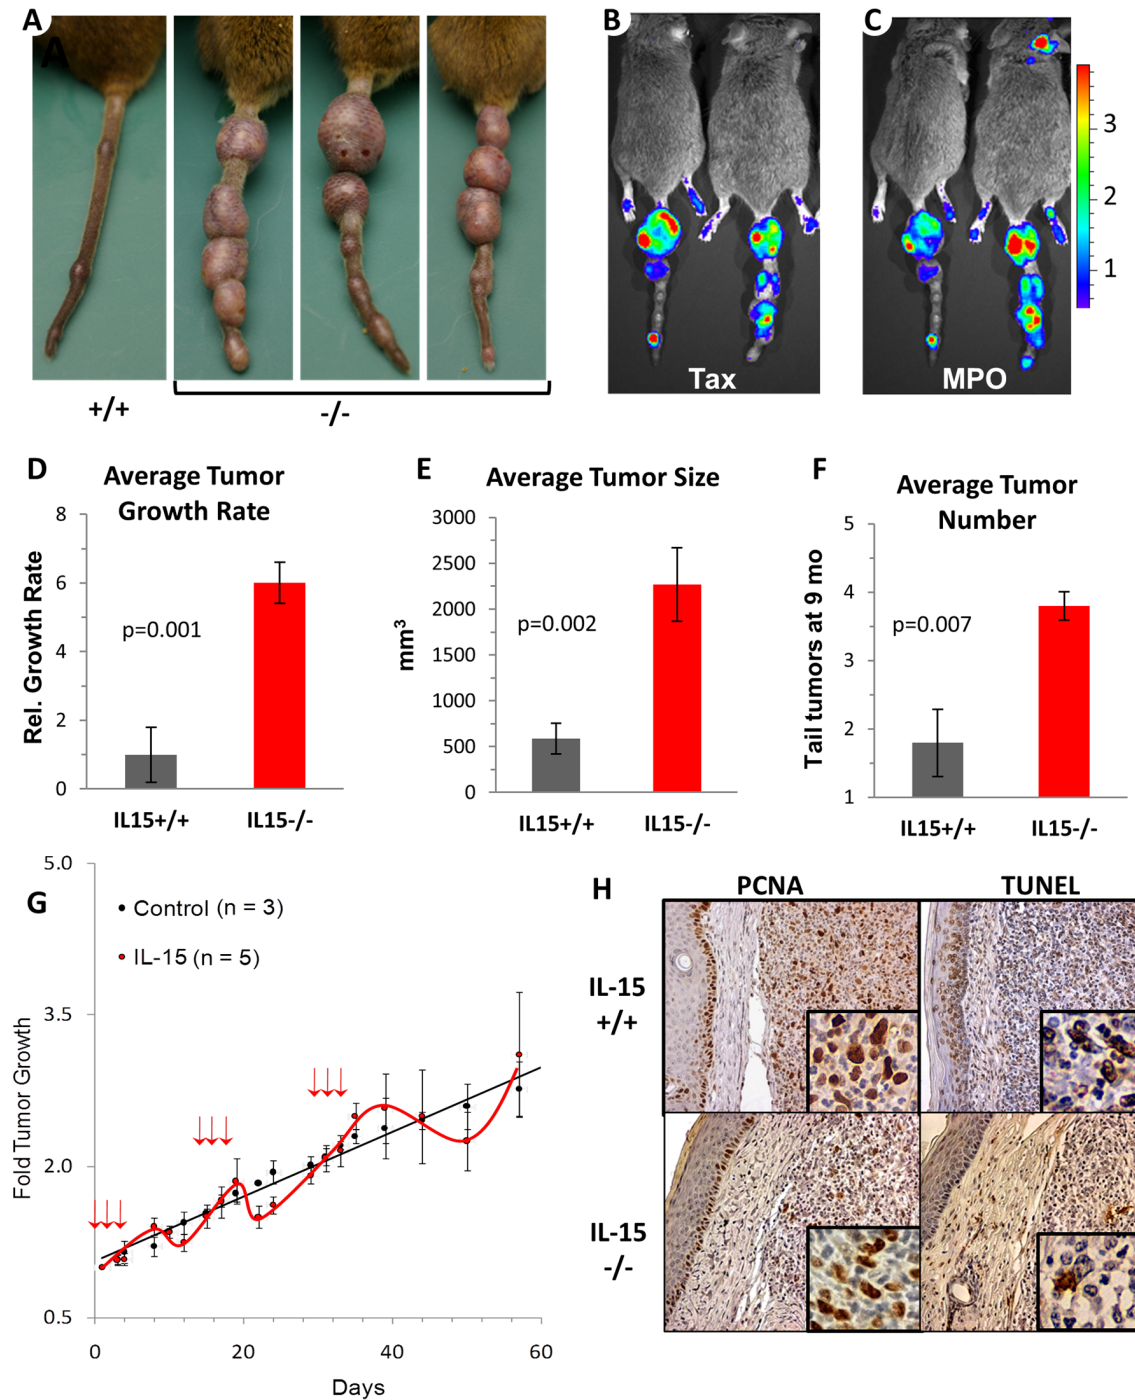 A
A
+/+
-/-
B
Tax
C
MPO
3
2
1
D
Average Tumor
Growth Rate
Rel. Growth Rate
8
6
4
2
0
p=0.001
IL15+/+
IL15-/-
E
Average Tumor Size
mm³
3000
2500
2000
1500
1000
500
0
p=0.002
IL15+/+
IL15-/-
F
Average Tumor
Number
Tail tumors at 9 mo
5
4
3
2
1
p=0.007
IL15+/+
IL15-/-
G
Fold Tumor Growth
5.0
3.5
2.0
0.5
Control (n = 3)
IL-15 (n = 5)
0
20
40
60
Days
H
PCNA
TUNEL
IL-15
+/+
IL-15
-/-